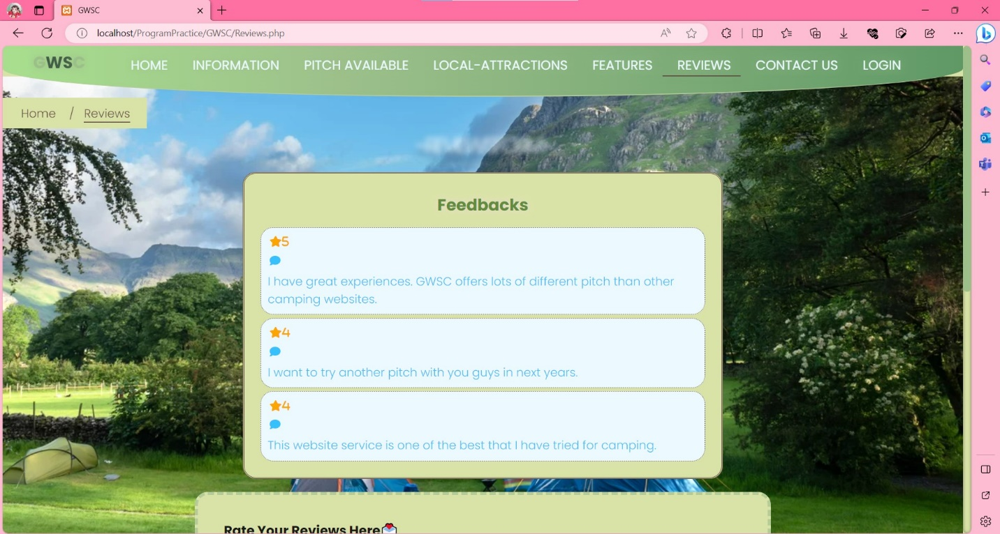 GWSC
localhost/ProgramPractice/GWSC/Reviews.php
GWSC
HOME INFORMATION PITCH AVAILABLE LOCAL-ATTRACTIONS FEATURES REVIEWS CONTACT US LOGIN
Home / Reviews
Feedbacks
5
I have great experiences. GWSC offers lots of different pitch than other
camping websites.
4
I want to try another pitch with you guys in next years.
4
This website service is one of the best that I have tried for camping.
Rate Your Reviews Here